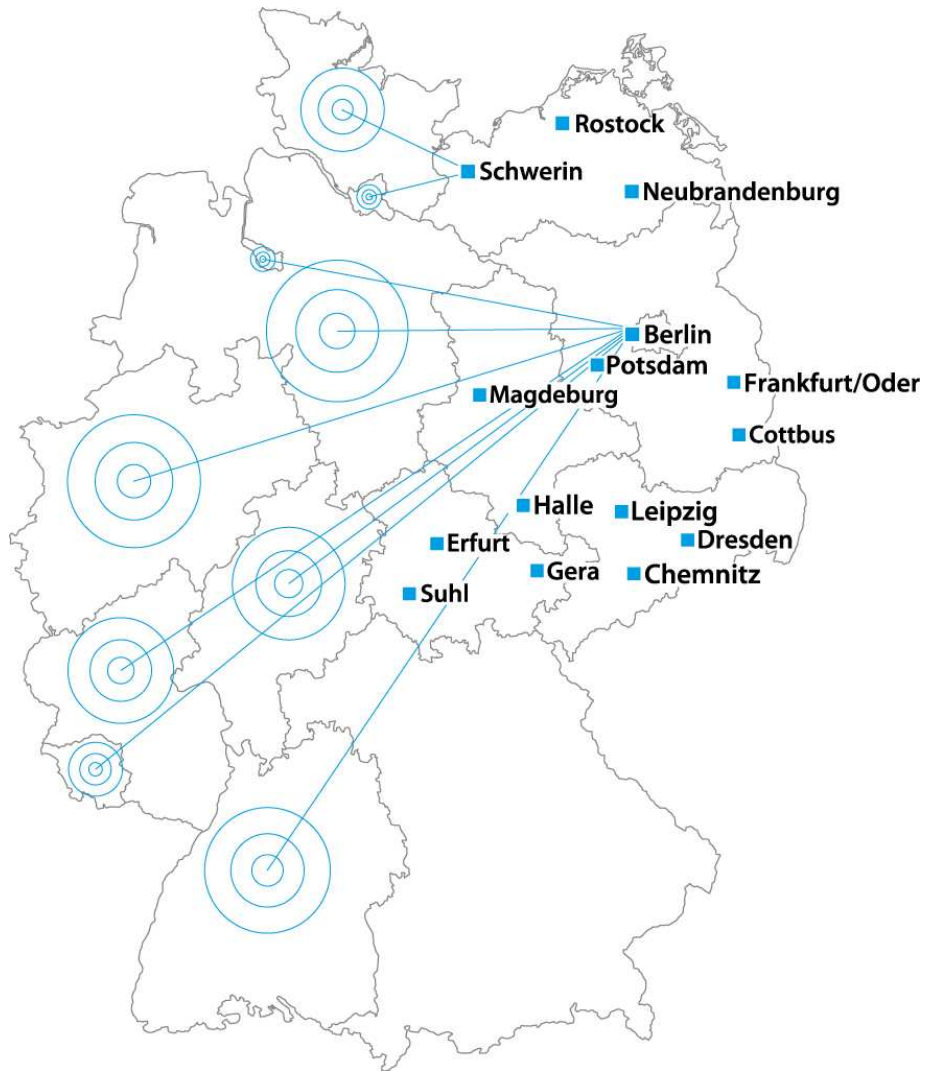 Rostock
Schwerin
Neubrandenburg
Berlin
Potsdam
Frankfurt/Oder
Magdeburg
Cottbus
Halle
Leipzig
Erfurt
Dresden
Gera
Chemnitz
Suhl